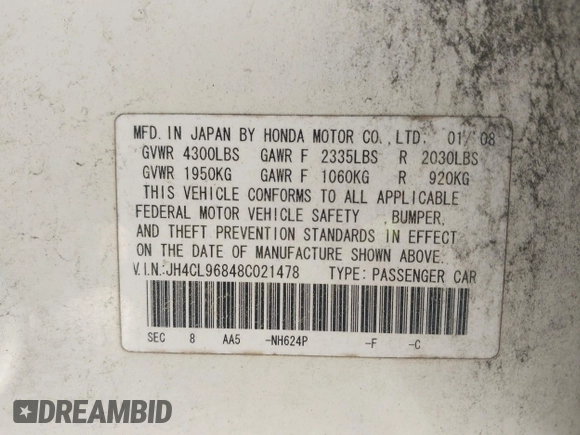 MFD. IN JAPAN BY HONDA MOTOR CO., LTD. 01/08
GVWR 4300LBS GAWR F 2335LBS R 2030LBS
GVWR 1950KG GAWR F 1060KG R 920KG
THIS VEHICLE CONFORMS TO ALL APPLICABLE
FEDERAL MOTOR VEHICLE SAFETY , BUMPER,
AND THEFT PREVENTION STANDARDS IN EFFECT
ON THE DATE OF MANUFACTURE SHOWN ABOVE.
V.I.N.:JH4CL96848C021478 TYPE: PASSENGER CAR
SEC 8 AA5 -NH624P -F -C
DREAMBID